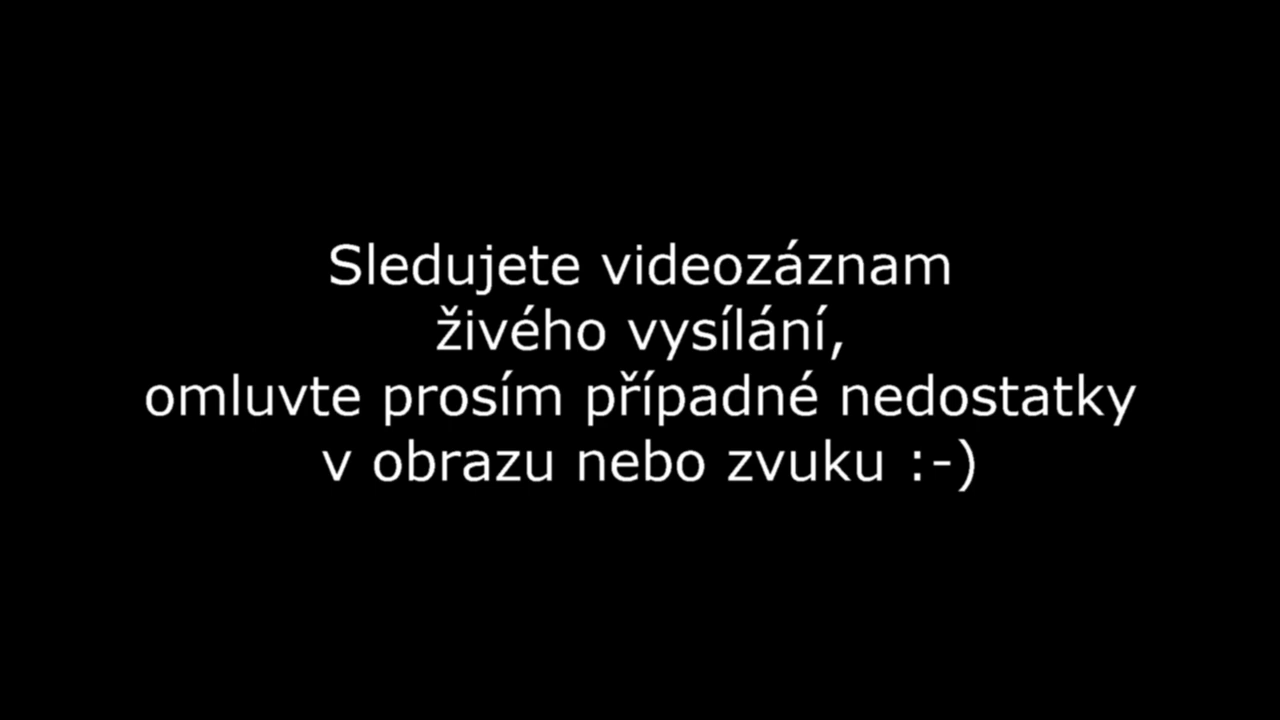 Sledujete videozáznam
živého vysílání,
omluvte prosím případné nedostatky
v obrazu nebo zvuku :-)